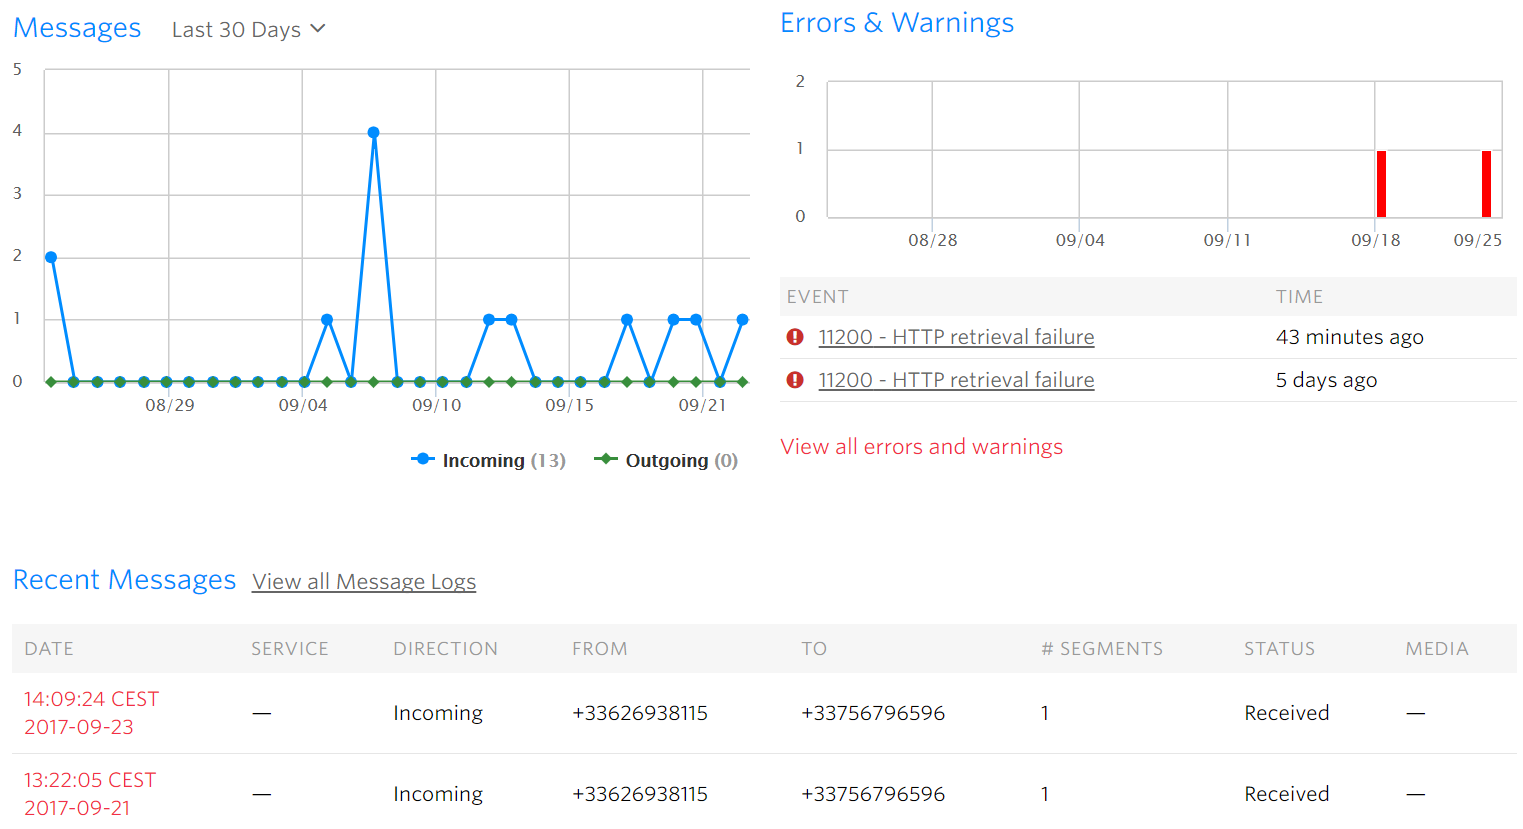 Messages Last 30 Days
5
4
3
2
1
0
08/29 09/04 09/10 09/15 09/21
Incoming (13) Outgoing (0)
Errors & Warnings
2
1
0
08/28 09/04 09/11 09/18 09/25
EVENT TIME
11200 - HTTP retrieval failure 43 minutes ago
11200 - HTTP retrieval failure 5 days ago
View all errors and warnings
Recent Messages View all Message Logs
DATE SERVICE DIRECTION FROM TO # SEGMENTS STATUS MEDIA
14:09:24 CEST
2017-09-23 — Incoming +33626938115 +33756796596 1 Received —
13:22:05 CEST
2017-09-21 — Incoming +33626938115 +33756796596 1 Received —